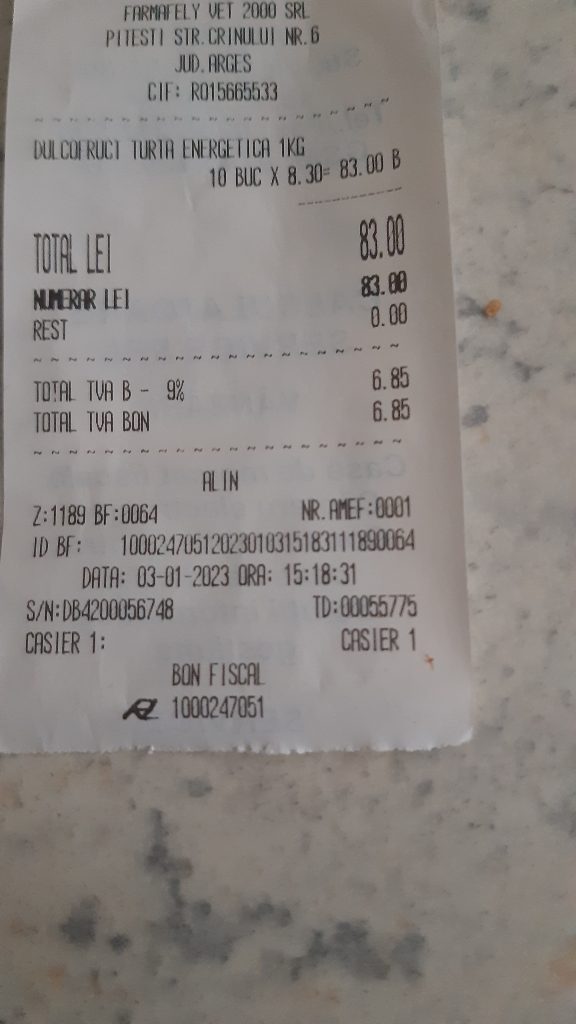 FARMAFELY VET 2000 SRL
PITESTI STR.CRINULUI NR.6
JUD.ARGES
CIF: RO15665533
DULCOFRUCT TURTA ENERGETICA 1KG
10 BUC X 8.30= 83.00 B
TOTAL LEI 83.00
NUMERAR LEI 83.00
REST 0.00
TOTAL TVA B - 9% 6.85
TOTAL TVA BON 6.85
ALIN
Z:1189 BF:0064 NR.AMEF:0001
ID BF: 10002470512023010315183111890064
DATA: 03-01-2023 ORA: 15:18:31
S/N:DB4200056748 TD:00055775
CASIER 1: CASIER 1
BON FISCAL
1000247051